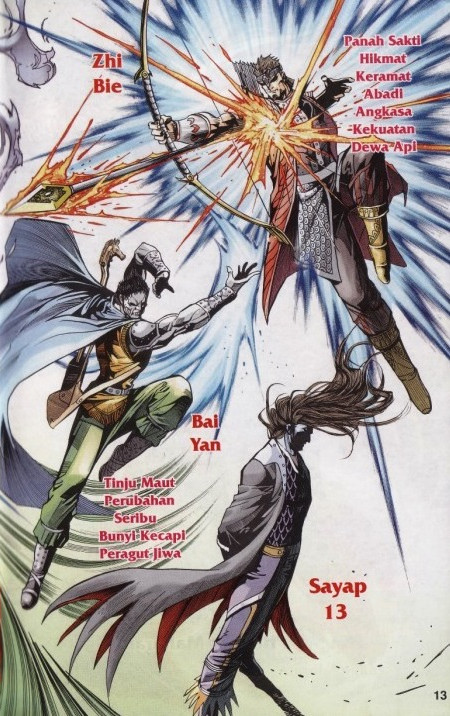 Zhi
Bie
Panah Sakti
Hikmat
Keramat
Abadi
Angkasa
Kekuatan
Dewa Api
Bai
Yan
Tinju Maut
Perubahan
Seribu
Bunyi Kecapi
Peragut Jiwa
Sayap
13
13